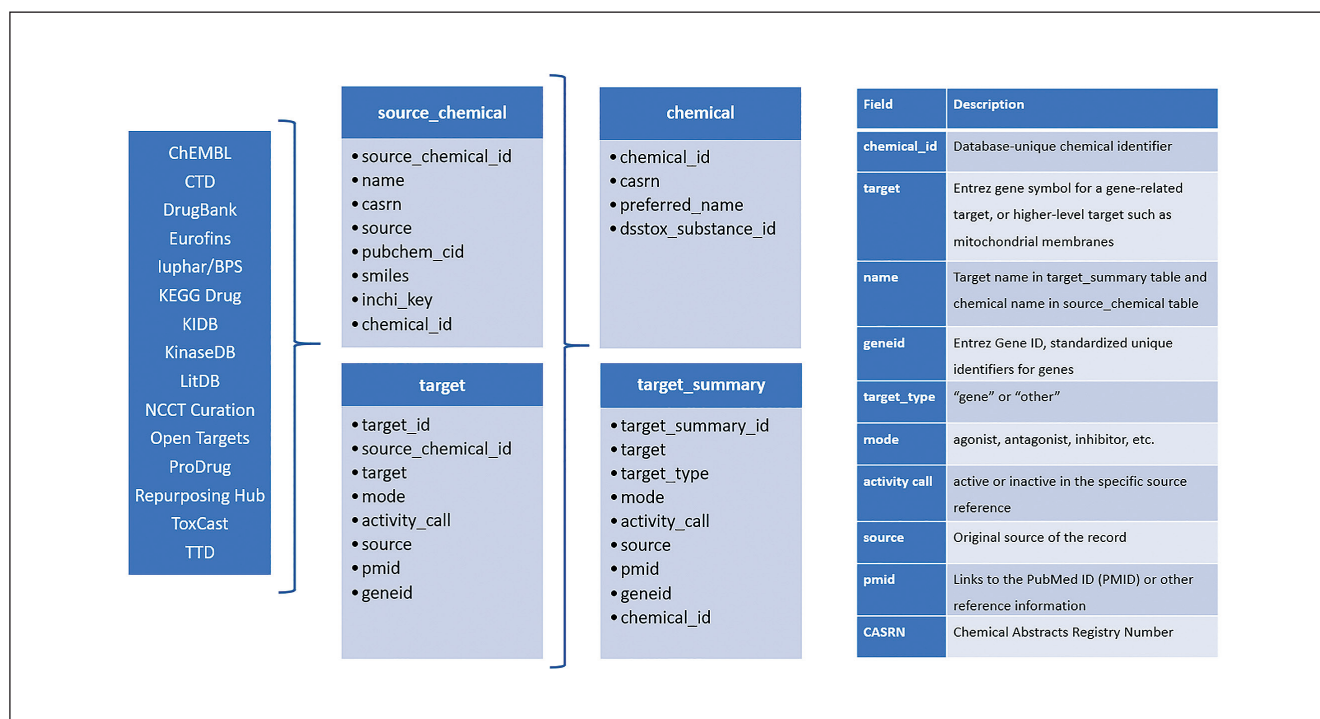 ChEMBL
CTD
DrugBank
Eurofins
Iuphar/BPS
KEGG Drug
KIDB
KinaseDB
LitDB
NCCT Curation
Open Targets
ProDrug
Repurposing Hub
ToxCast
TTD
source_chemical
• source_chemical_id
• name
• casrn
• source
• pubchem_cid
• smiles
• inchi_key
• chemical_id
target
• target_id
• source_chemical_id
• target
• mode
• activity_call
• source
• pmid
• geneid
chemical
• chemical_id
• casrn
• preferred_name
• dsstox_substance_id
target_summary
• target_summary_id
• target
• target_type
• mode
• activity_call
• source
• pmid
• geneid
• chemical_id
Field Description
chemical_id Database-unique chemical identifier
target Entrez gene symbol for a gene-related
target, or higher-level target such as
mitochondrial membranes
name Target name in target_summary table and
chemical name in source_chemical table
geneid Entrez Gene ID, standardized unique
identifiers for genes
target_type “gene” or “other”
mode agonist, antagonist, inhibitor, etc.
activity call active or inactive in the specific source
reference
source Original source of the record
pmid Links to the PubMed ID (PMID) or other
reference information
CASRN Chemical Abstracts Registry Number